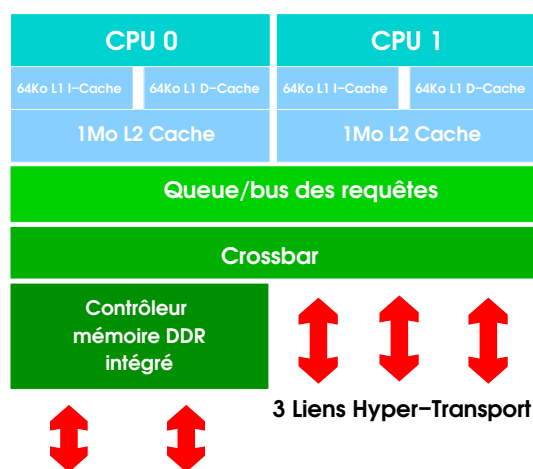 CPU 0
CPU 1
64Ko L1 I-Cache
64Ko L1 D-Cache
64Ko L1 I-Cache
64Ko L1 D-Cache
1Mo L2 Cache
1Mo L2 Cache
Queue/bus des requêtes
Crossbar
Contrôleur
mémoire DDR
intégré
3 Liens Hyper-Transport